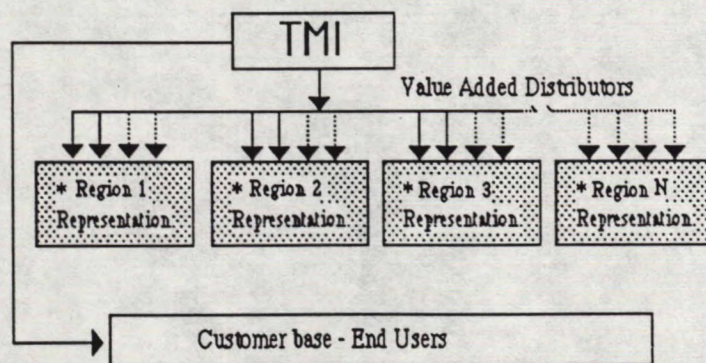 TMI
Value Added Distributors
* Region 1
Representation
* Region 2
Representation
* Region 3
Representation
* Region N
Representation
Customer base - End Users